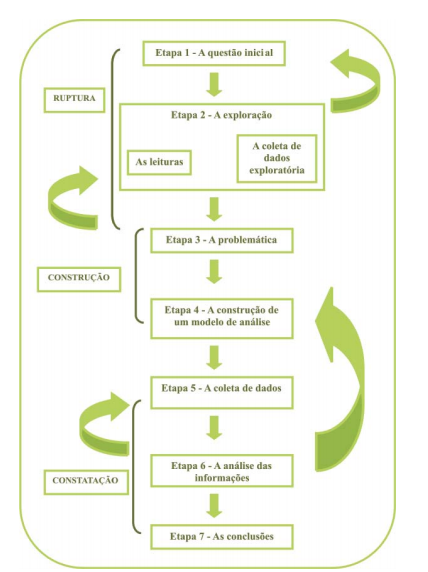 Etapa 1 - A questão inicial
RUPTURA
Etapa 2 - A exploração
As leituras
A coleta de
dados
exploratória
Etapa 3 - A problemática
CONSTRUÇÃO
Etapa 4 - A construção de
um modelo de análise
Etapa 5 - A coleta de dados
Etapa 6 - A análise das
informações
CONSTATAÇÃO
Etapa 7 - As conclusões